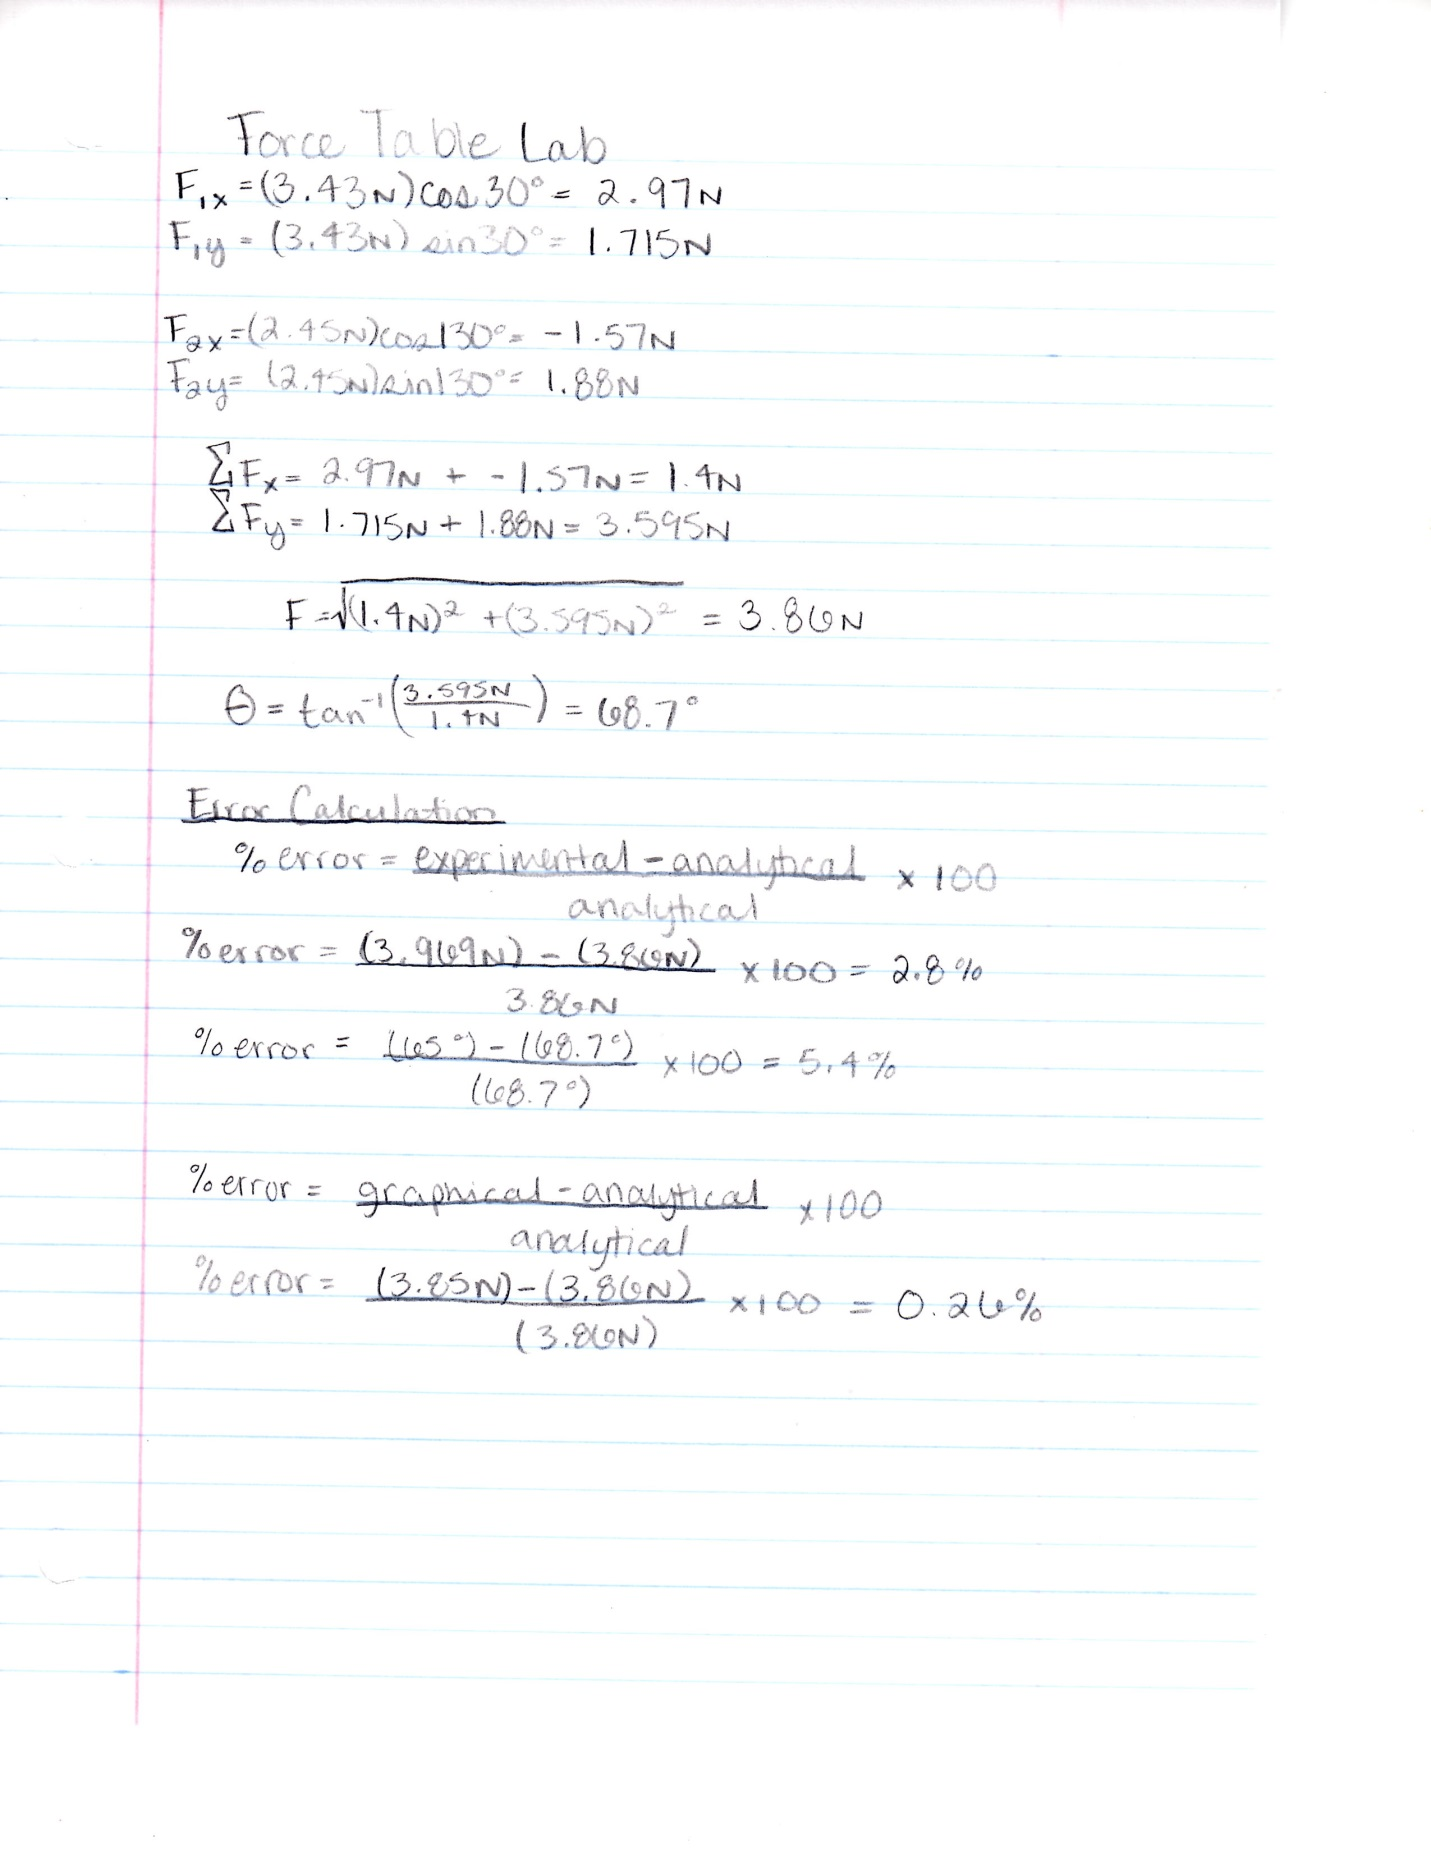 Force Table Lab
F₁ₓ = (3.43N) cos 30° = 2.97N
F₁y = (3.43N) sin 30° = 1.715N
F₂ₓ = (2.45N) cos 130° = -1.57N
F₂y = (2.45N) sin 130° = 1.88N
ΣFₓ = 2.97N + -1.57N = 1.4N
ΣFy = 1.715N + 1.88N = 3.595N
F = √((1.4N)² + (3.595N)²) = 3.86N
θ = tan⁻¹(3.595N / 1.4N) = 68.7°
Error Calculation
% error = experimental - analytical × 100
analytical
% error = (3.969N) - (3.86N) × 100 = 2.8%
3.86N
% error = (65°) - (68.7°) × 100 = 5.4%
(68.7°)
% error = graphical - analytical × 100
analytical
% error = (3.85N) - (3.86N) × 100 = 0.26%
(3.86N)